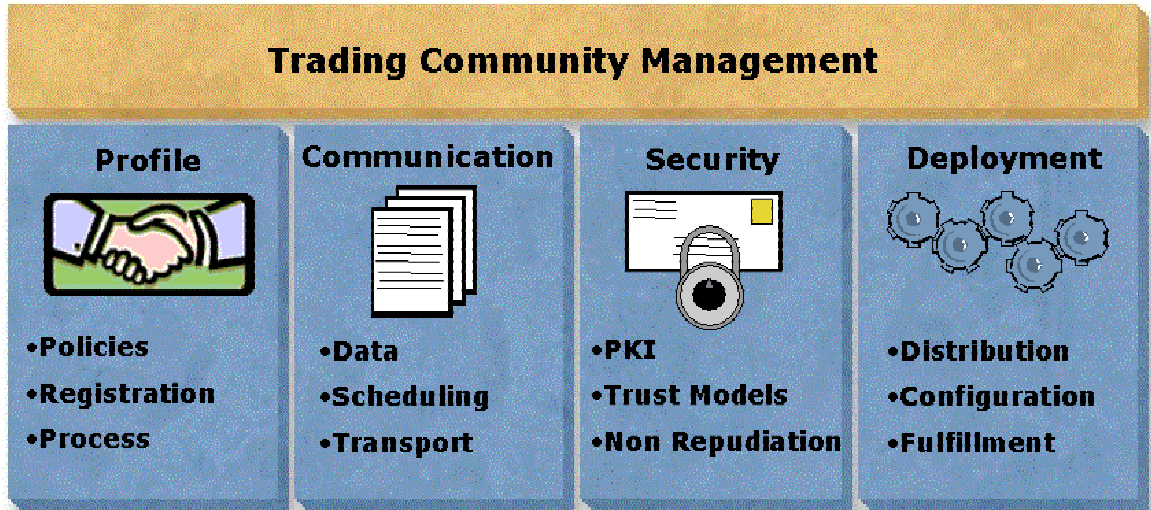 Trading Community Management
Profile
•Policies
•Registration
•Process
Communication
•Data
•Scheduling
•Transport
Security
•PKI
•Trust Models
•Non Repudiation
Deployment
•Distribution
•Configuration
•Fulfillment